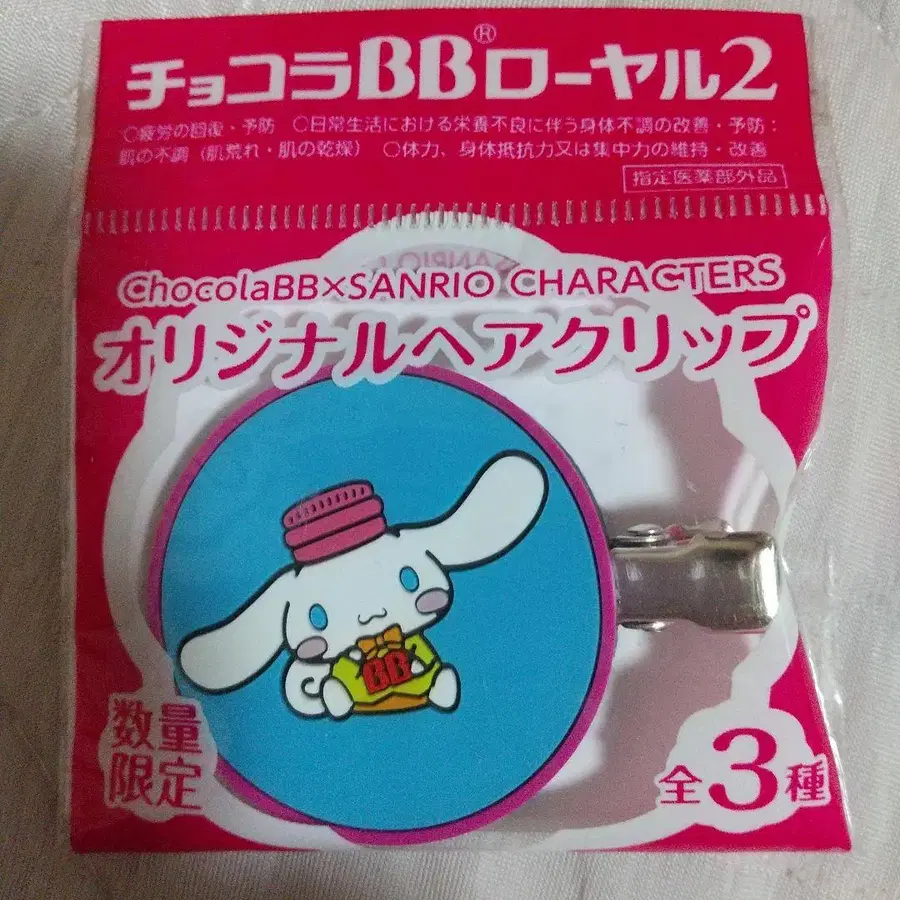 チョコラBB®ローヤル2
○疲労の回復・予防 ○日常生活における栄養不良に伴う身体不調の改善・予防:
肌の不調(肌荒れ・肌の乾燥) ○体力、身体抵抗力又は集中力の維持・改善
指定医薬部外品
ChocolaBB×SANRIO CHARACTERS
オリジナルヘアクリップ
BB
数量
限定
全3種